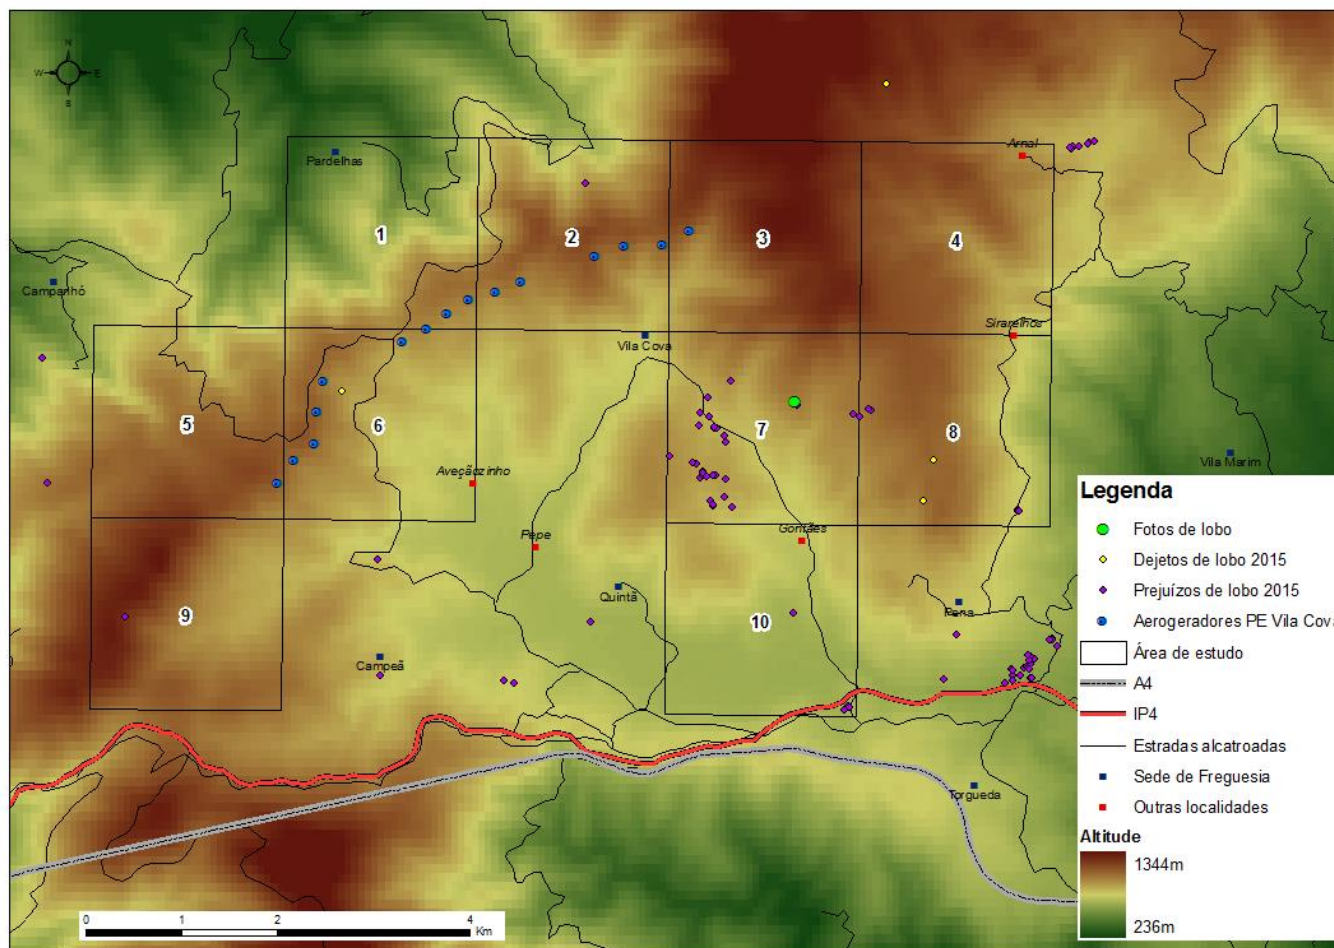 N
W E
S
Pardelhas
Arnal
1
2
3
4
Campanhó
Sirarelhos
Vila Cova
5
6
7
8
Aveçãozinho
Vila Marim
Pepe
Gontães
Quintã
Pena
9
10
Campeã
Torgueda
Legenda
Fotos de lobo
Dejetos de lobo 2015
Prejuízos de lobo 2015
Aerogeradores PE Vila Cova
Área de estudo
A4
IP4
Estradas alcatroadas
Sede de Freguesia
Outras localidades
Altitude
1344m
236m
0 1 2 4
Km